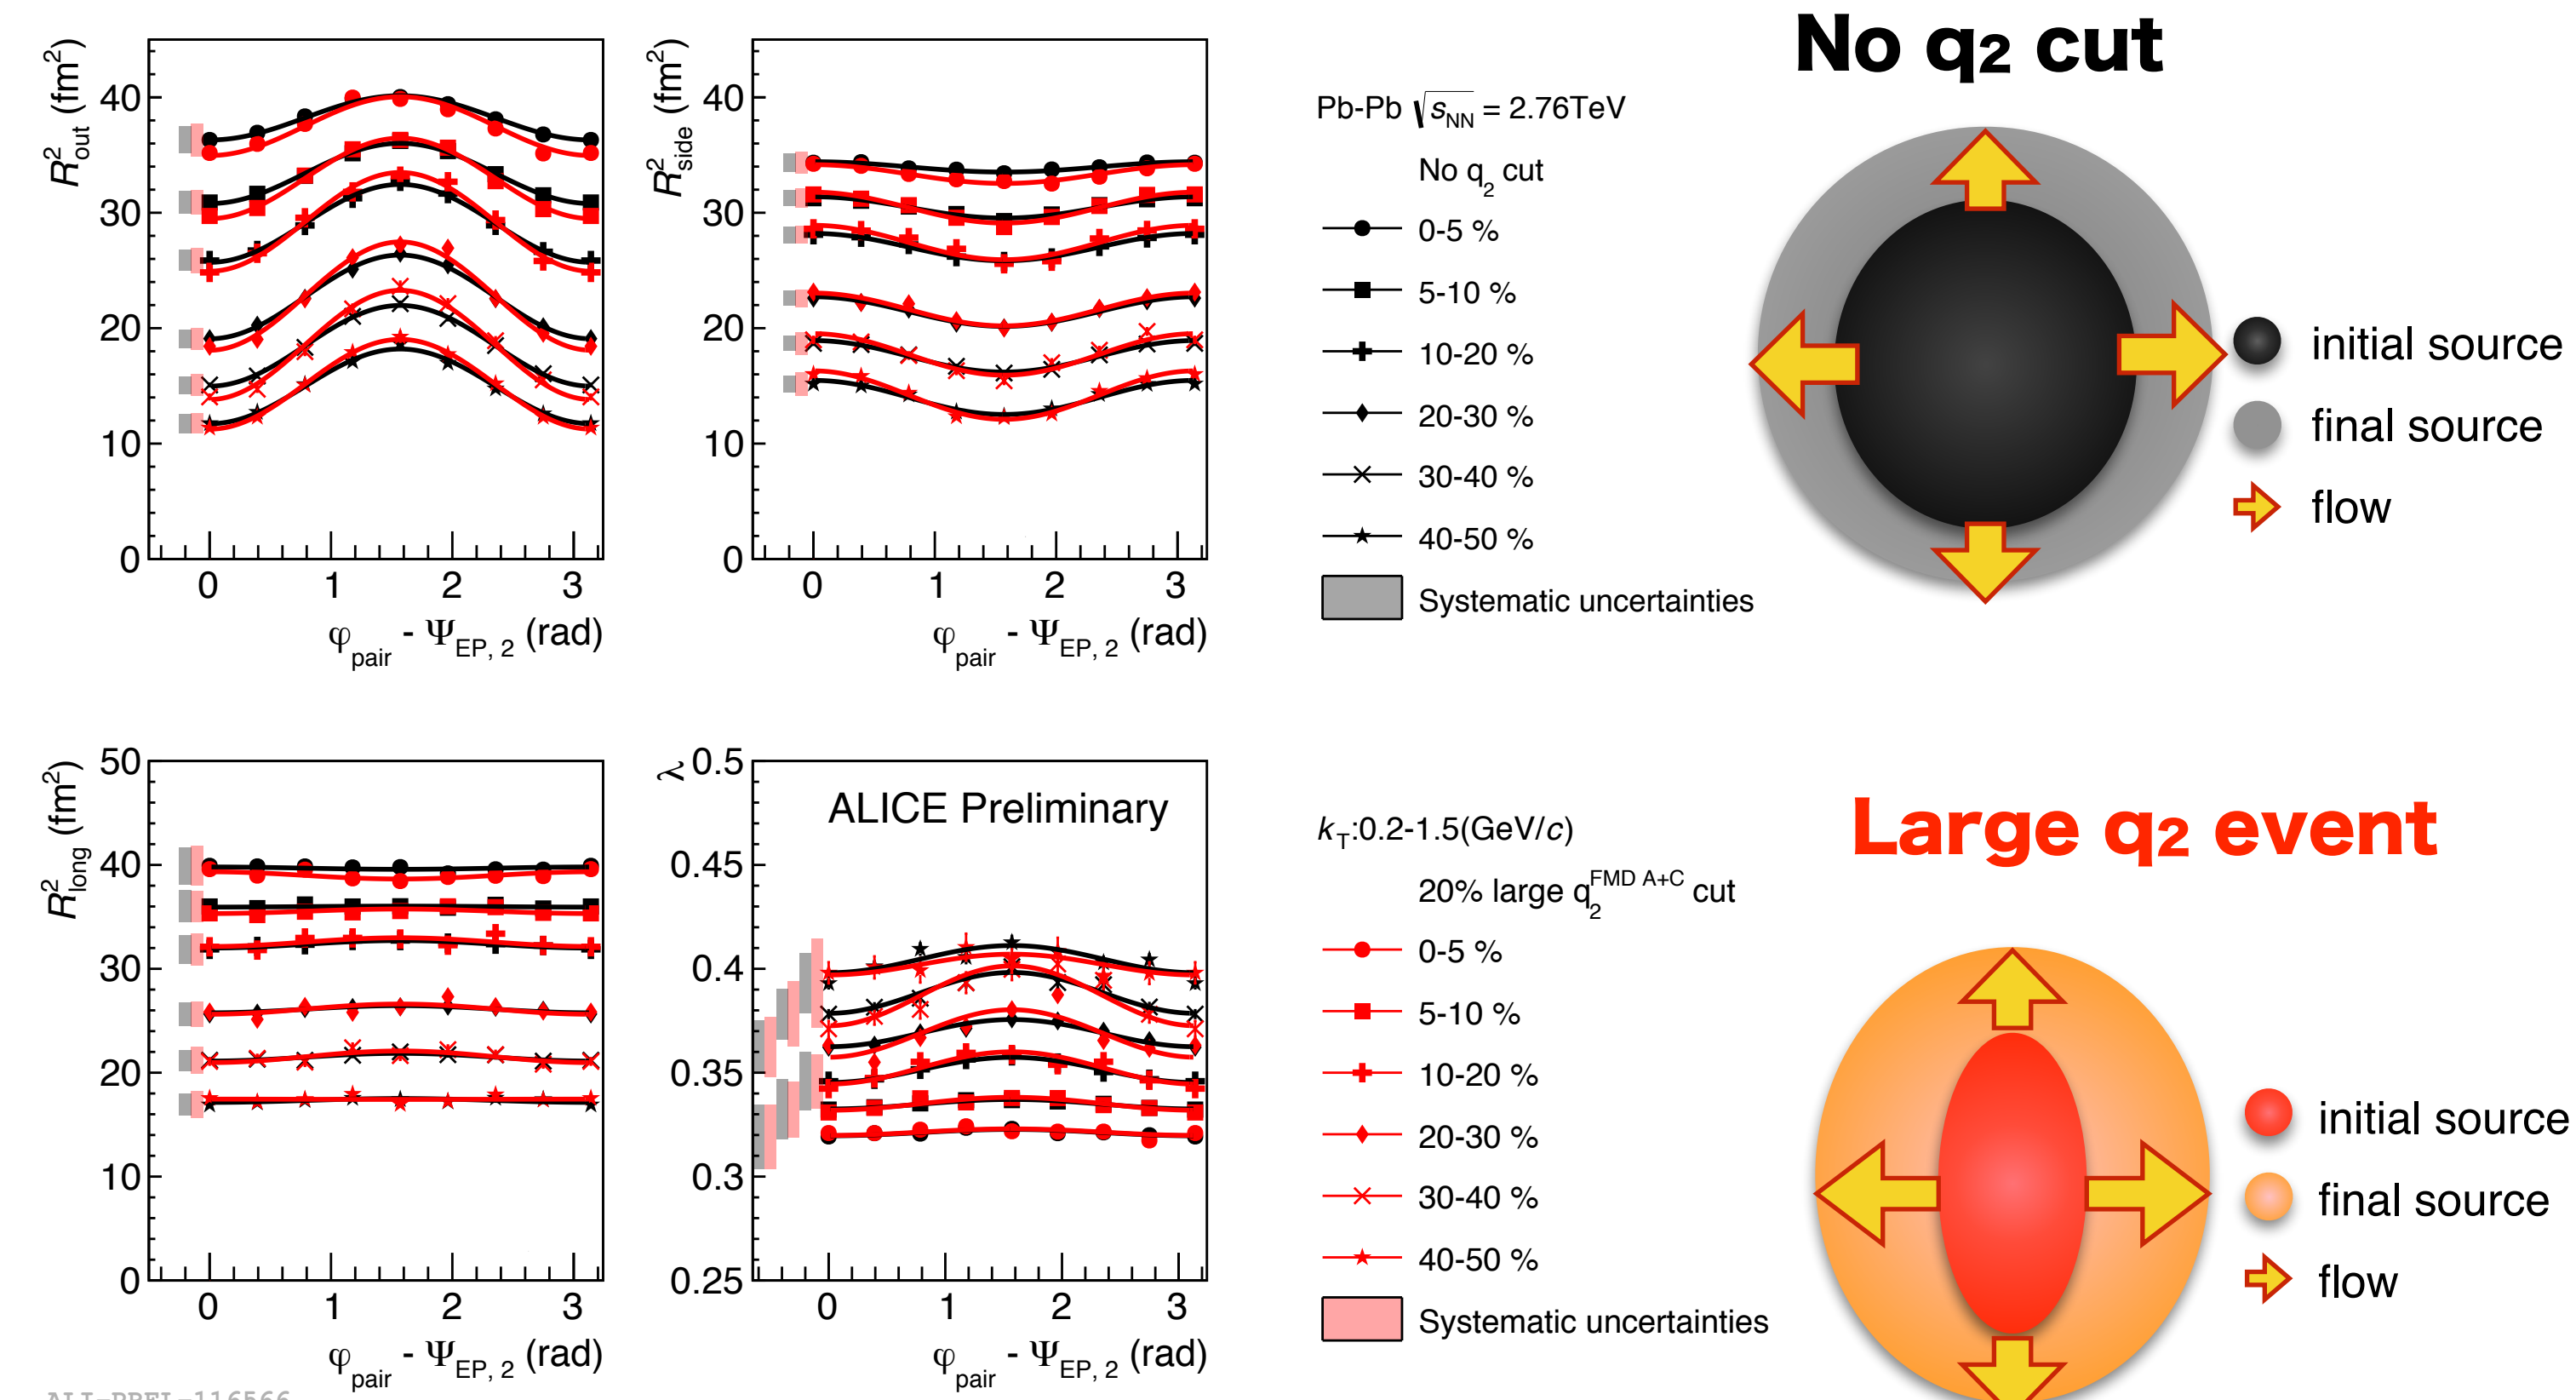 No q2 cut
R²out (fm²)
40
30
20
10
0
0 1 2 3
φpair - ΨEP, 2 (rad)
R²side (fm²)
40
30
20
10
0
0 1 2 3
φpair - ΨEP, 2 (rad)
Pb-Pb √sNN = 2.76TeV
No q2 cut
0-5 %
5-10 %
10-20 %
20-30 %
30-40 %
40-50 %
Systematic uncertainties
initial source
final source
flow
R²long (fm²)
50
40
30
20
10
0
0 1 2 3
φpair - ΨEP, 2 (rad)
λ
0.5
0.45
0.4
0.35
0.3
0.25
ALICE Preliminary
0 1 2 3
φpair - ΨEP, 2 (rad)
Large q2 event
kT:0.2-1.5(GeV/c)
20% large q2 FMD A+C cut
0-5 %
5-10 %
10-20 %
20-30 %
30-40 %
40-50 %
Systematic uncertainties
initial source
final source
flow
ALI-PREL-116566